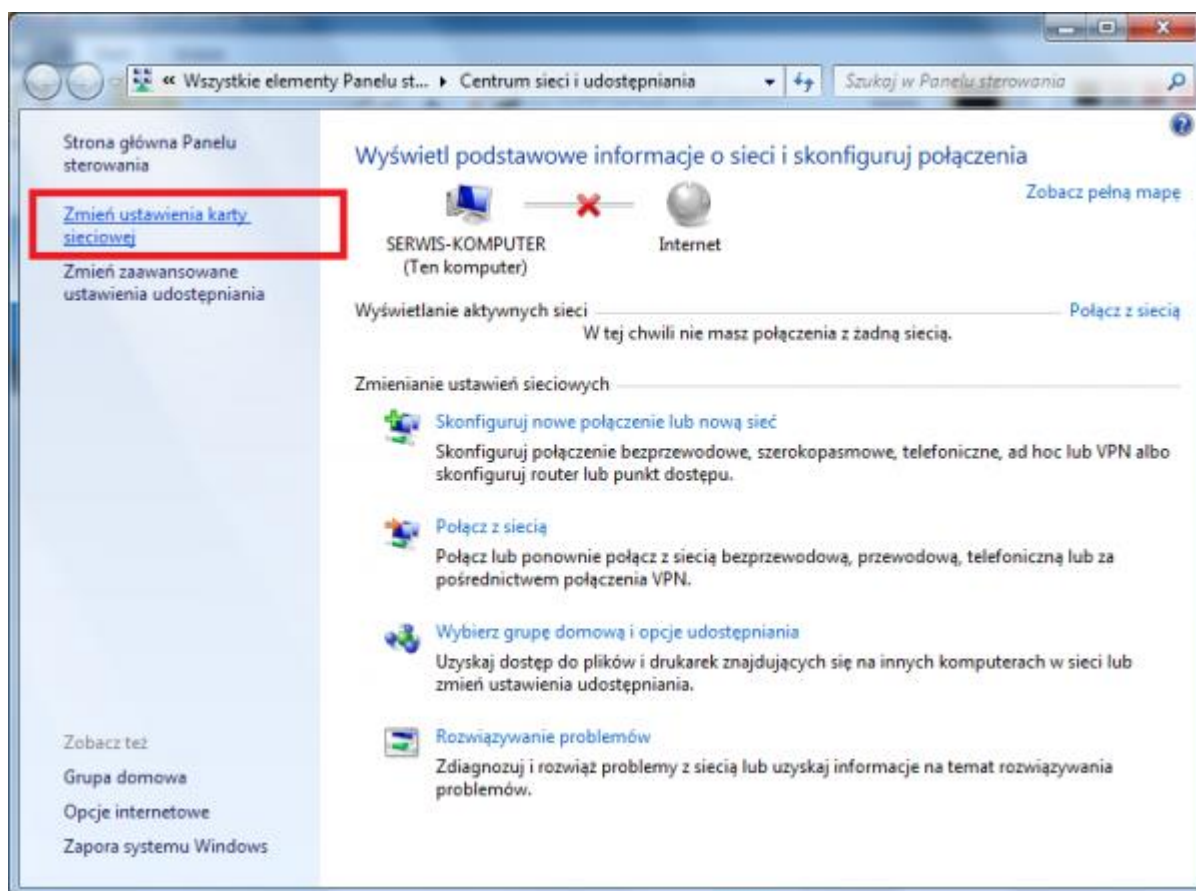 « Wszystkie elementy Panelu st... ▸ Centrum sieci i udostępniania
Szukaj w Panelu sterowania
Strona główna Panelu
sterowania
Zmień ustawienia karty
sieciowej
Zmień zaawansowane
ustawienia udostępniania
Wyświetl podstawowe informacje o sieci i skonfiguruj połączenia
Zobacz pełną mapę
SERWIS-KOMPUTER
(Ten komputer)
Internet
Wyświetlanie aktywnych sieci
Połącz z siecią
W tej chwili nie masz połączenia z żadną siecią.
Zmienianie ustawień sieciowych
Skonfiguruj nowe połączenie lub nową sieć
Skonfiguruj połączenie bezprzewodowe, szerokopasmowe, telefoniczne, ad hoc lub VPN albo
skonfiguruj router lub punkt dostępu.
Połącz z siecią
Połącz lub ponownie połącz z siecią bezprzewodową, przewodową, telefoniczną lub za
pośrednictwem połączenia VPN.
Wybierz grupę domową i opcje udostępniania
Uzyskaj dostęp do plików i drukarek znajdujących się na innych komputerach w sieci lub
zmień ustawienia udostępniania.
Rozwiązywanie problemów
Zdiagnozuj i rozwiąż problemy z siecią lub uzyskaj informacje na temat rozwiązywania
problemów.
Zobacz też
Grupa domowa
Opcje internetowe
Zapora systemu Windows